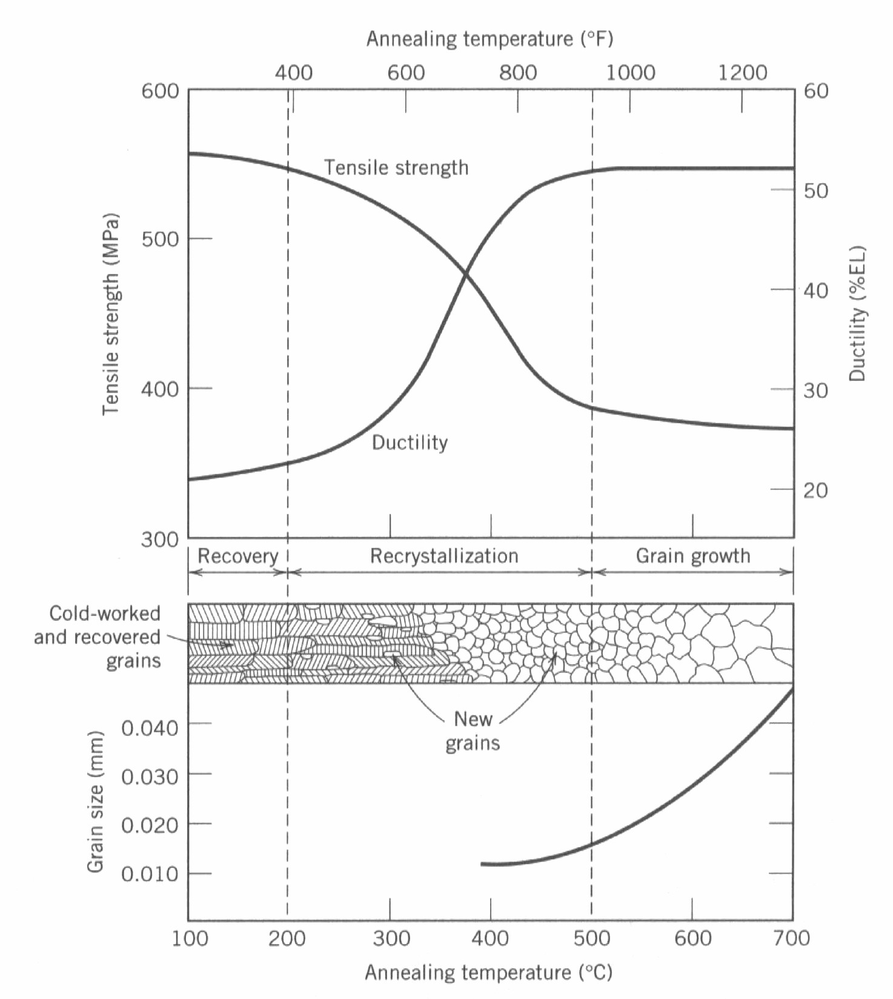 Annealing temperature (°F)
400 600 800 1000 1200
600 60
Tensile strength
50
500
Tensile strength (MPa)
Ductility (%EL)
40
400 30
Ductility
20
300
Recovery Recrystallization Grain growth
Cold-worked
and recovered
grains
New
grains
0.040
0.030
Grain size (mm)
0.020
0.010
100 200 300 400 500 600 700
Annealing temperature (°C)